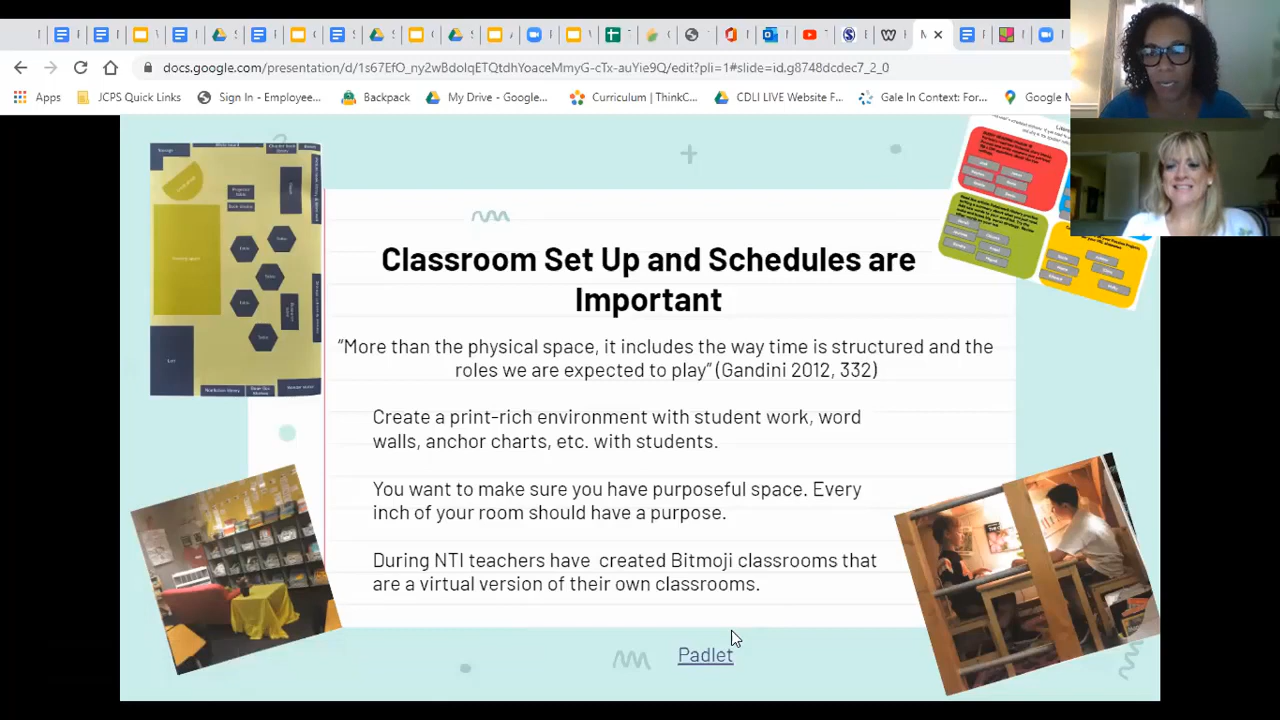 M
docs.google.com/presentation/d/1s67EfO_ny2wBdolqETQtdhYoaceMmyG-cTx-auYie9Q/edit?pli=1#slide=id.g8748dcdec7_2_0
Apps JCPS Quick Links Sign In - Employee... Backpack My Drive - Google... Curriculum | ThinkC... CDLI LIVE Website F... Gale In Context: For... Google M
Classroom Set Up and Schedules are
Important
“More than the physical space, it includes the way time is structured and the
roles we are expected to play” (Gandini 2012, 332)
Create a print-rich environment with student work, word
walls, anchor charts, etc. with students.
You want to make sure you have purposeful space. Every
inch of your room should have a purpose.
During NTI teachers have created Bitmoji classrooms that
are a virtual version of their own classrooms.
Padlet